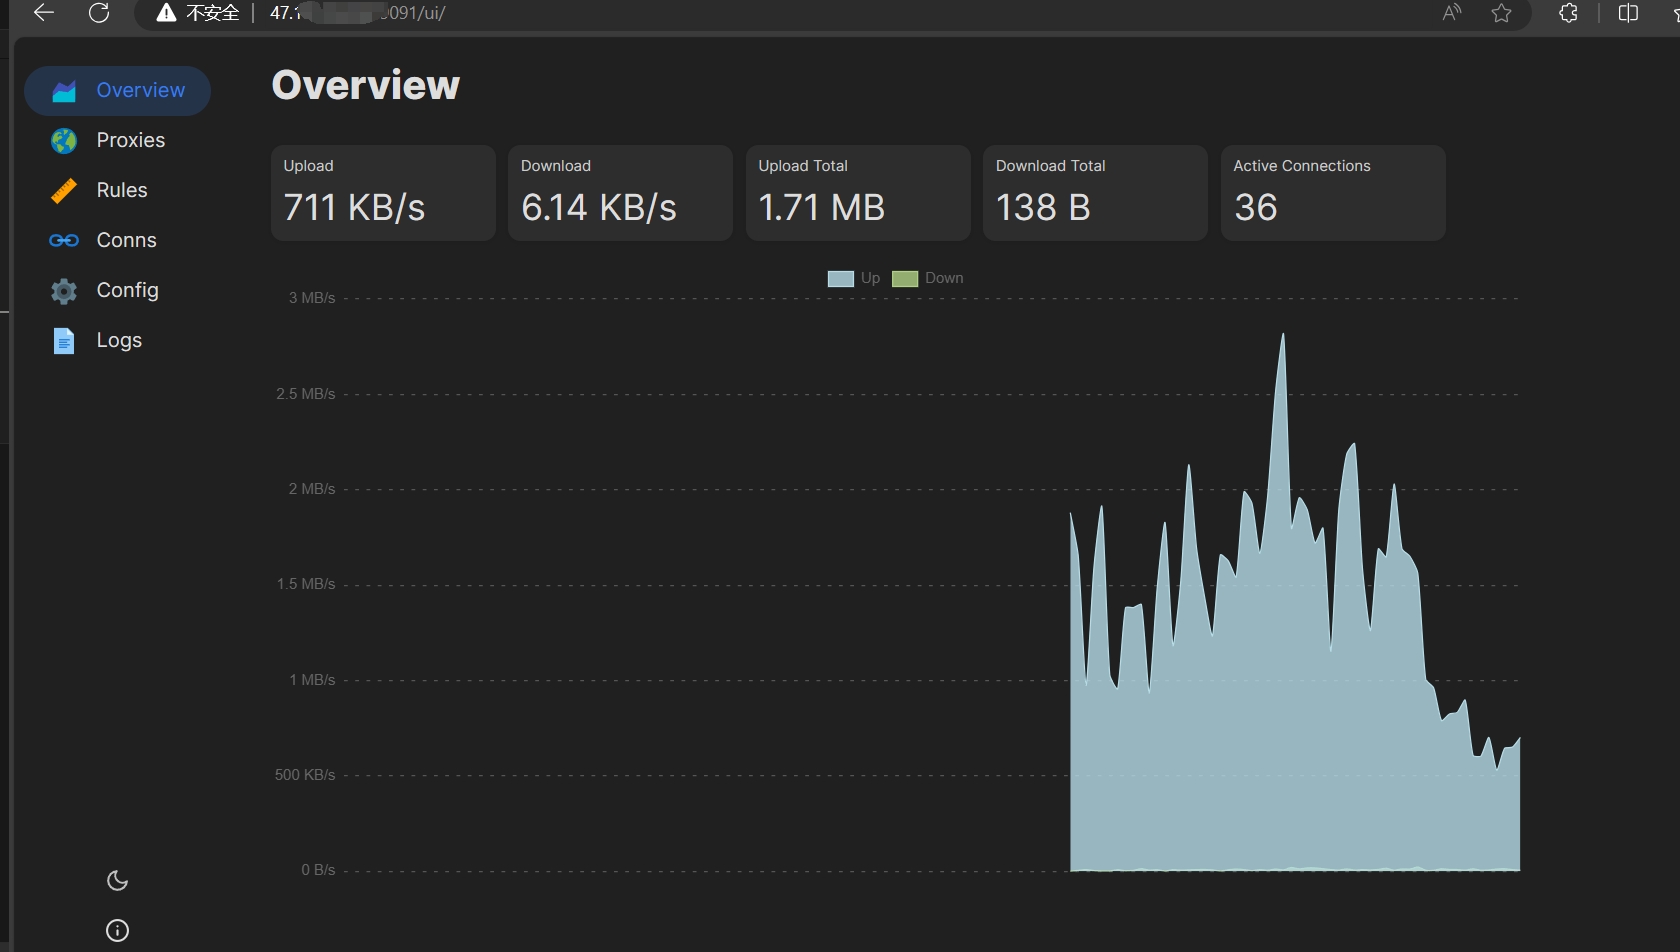 不安全 47.1 091/ui/
Overview
Proxies
Rules
Conns
Config
Logs
Overview
Upload
711 KB/s
Download
6.14 KB/s
Upload Total
1.71 MB
Download Total
138 B
Active Connections
36
Up Down
3 MB/s
2.5 MB/s
2 MB/s
1.5 MB/s
1 MB/s
500 KB/s
0 B/s